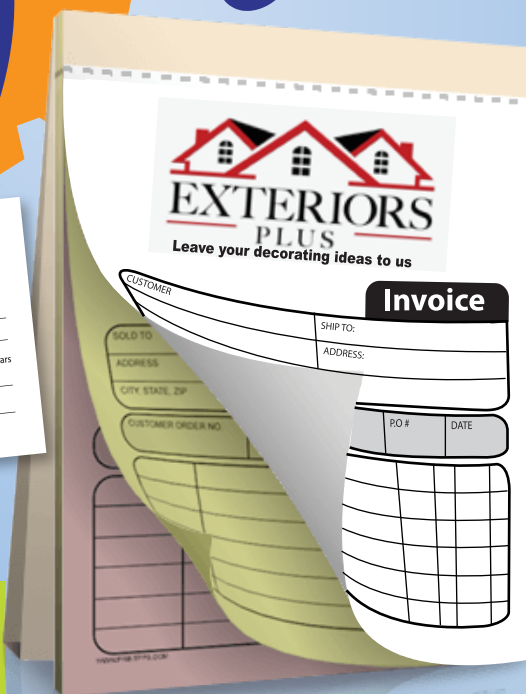 EXTERIORS
PLUS
Leave your decorating ideas to us
Invoice
CUSTOMER
SHIP TO:
ADDRESS:
SOLD TO
ADDRESS
CITY, STATE, ZIP
CUSTOMER ORDER NO
P.O #
DATE